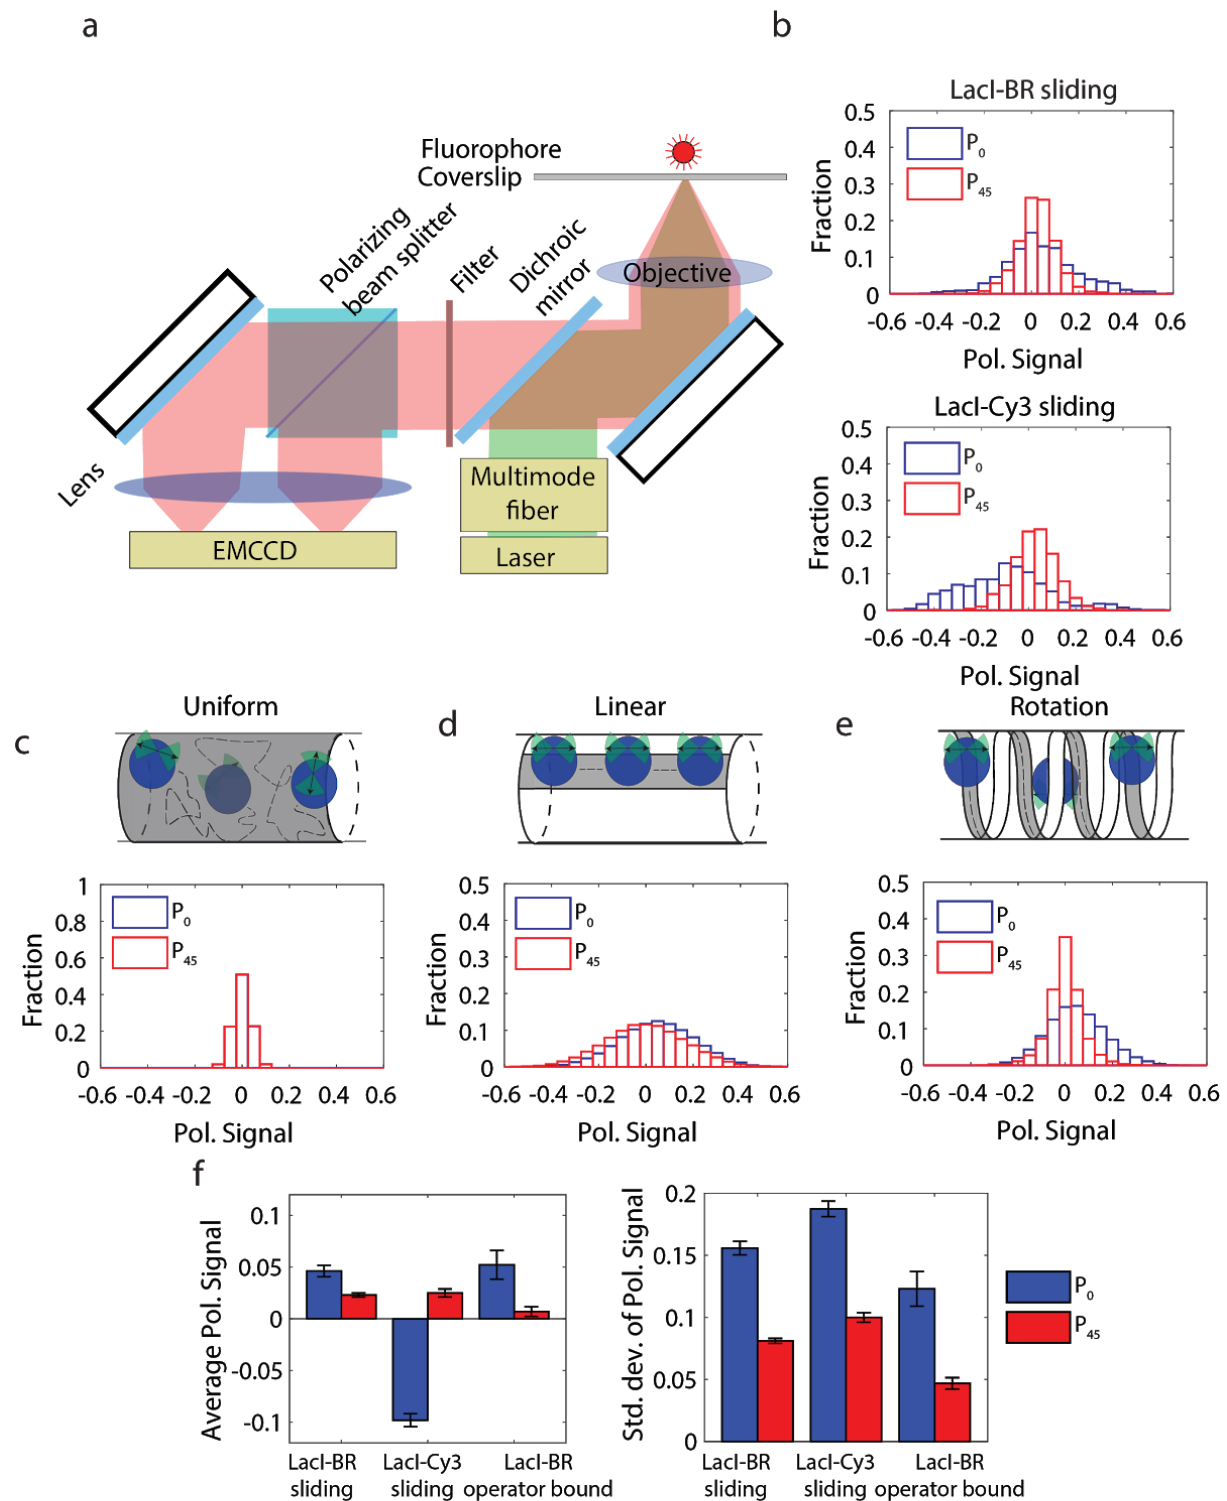 a
Fluorophore
Coverslip
Polarizing
beam splitter
Filter
Dichroic
mirror
Objective
Lens
Multimode
fiber
EMCCD
Laser
b
LacI-BR sliding
0.5
0.4
0.3
0.2
0.1
0
Fraction
P0
P45
-0.6 -0.4 -0.2 0 0.2 0.4 0.6
Pol. Signal
LacI-Cy3 sliding
0.5
0.4
0.3
0.2
0.1
0
Fraction
P0
P45
-0.6 -0.4 -0.2 0 0.2 0.4 0.6
Pol. Signal
c
Uniform
1
0.8
0.6
0.4
0.2
0
Fraction
P0
P45
-0.6 -0.4 -0.2 0 0.2 0.4 0.6
Pol. Signal
d
Linear
0.5
0.4
0.3
0.2
0.1
0
Fraction
P0
P45
-0.6 -0.4 -0.2 0 0.2 0.4 0.6
Pol. Signal
e
Rotation
0.5
0.4
0.3
0.2
0.1
0
Fraction
P0
P45
-0.6 -0.4 -0.2 0 0.2 0.4 0.6
Pol. Signal
f
0.1
0.05
0
-0.05
-0.1
Average Pol. Signal
LacI-BR LacI-Cy3 LacI-BR
sliding sliding operator bound
0.2
0.15
0.1
0.05
0
Std. dev. of Pol. Signal
LacI-BR LacI-Cy3 LacI-BR
sliding sliding operator bound
P0
P45